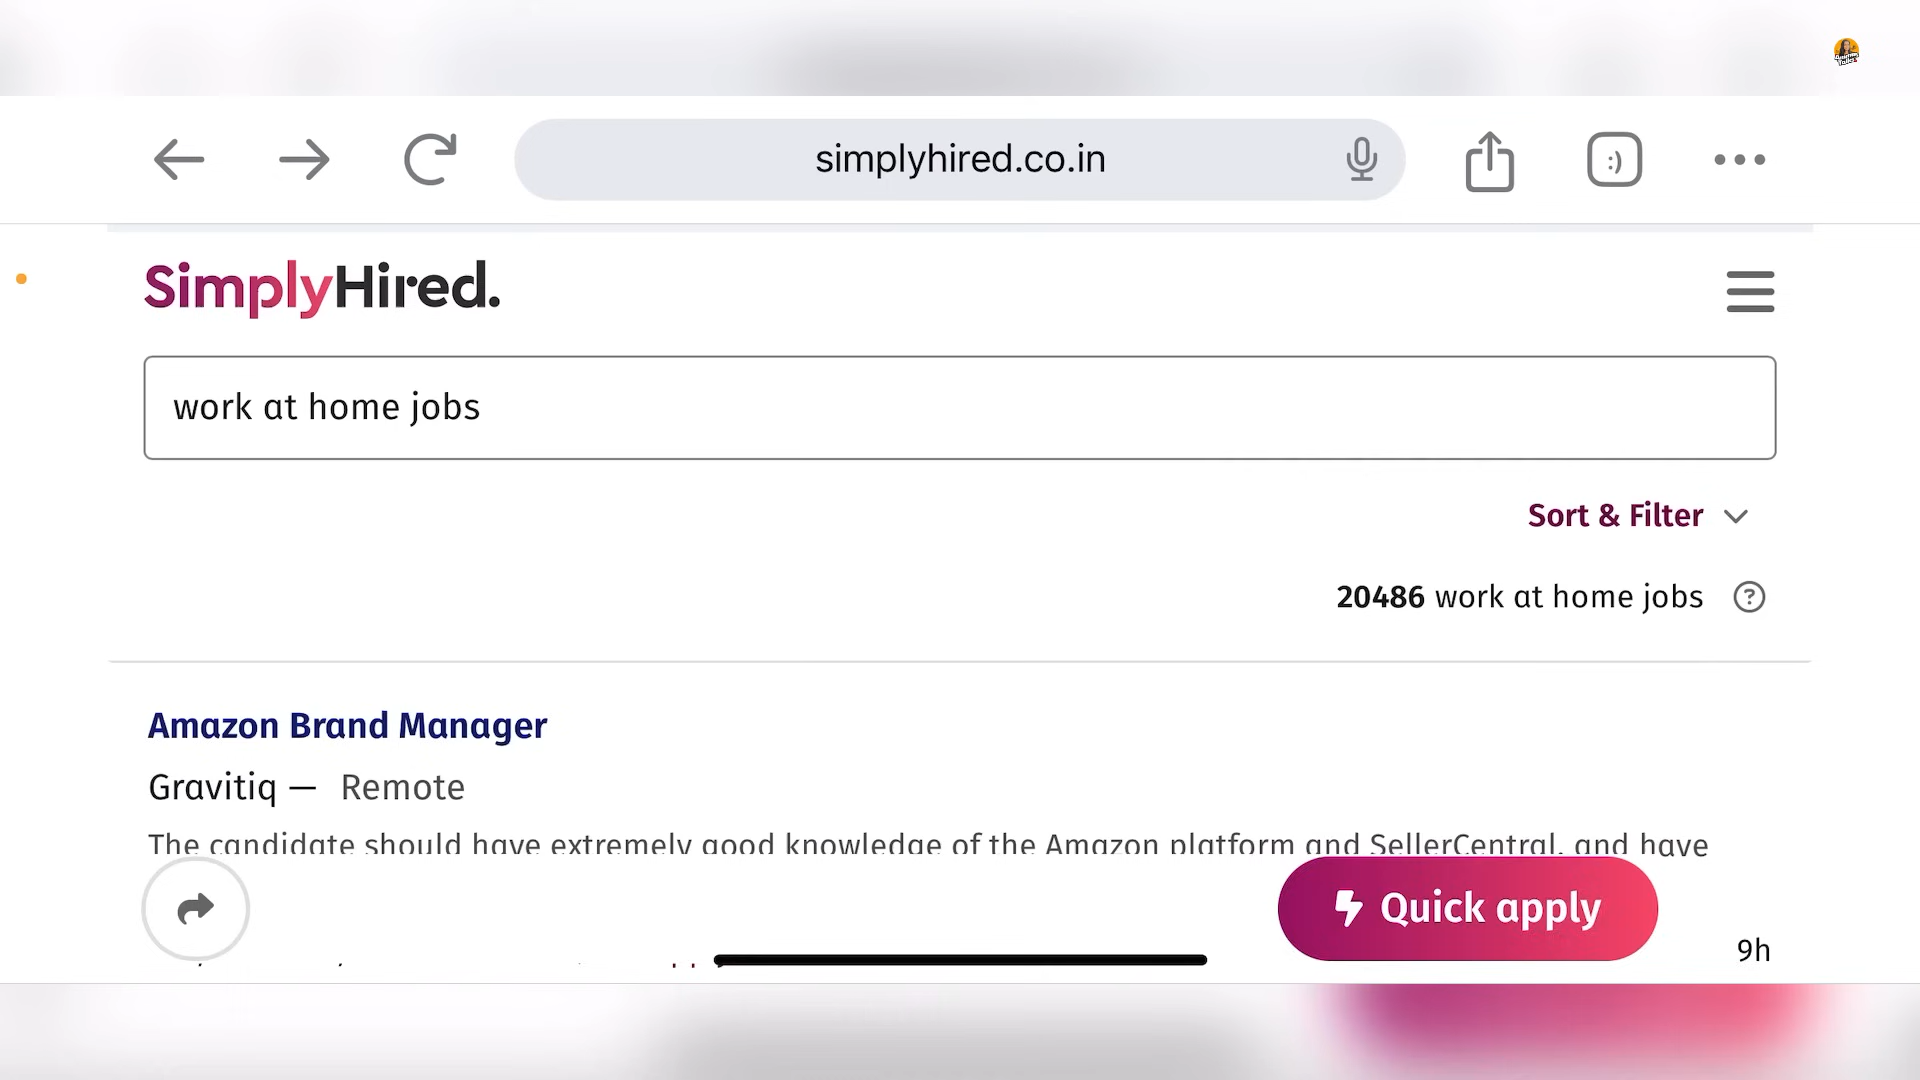 simplyhired.co.in
:)
SimplyHired.
work at home jobs
Sort & Filter
20486 work at home jobs
?
Amazon Brand Manager
Gravitiq — Remote
The candidate should have extremely good knowledge of the Amazon platform and SellerCentral, and have
Quick apply
9h